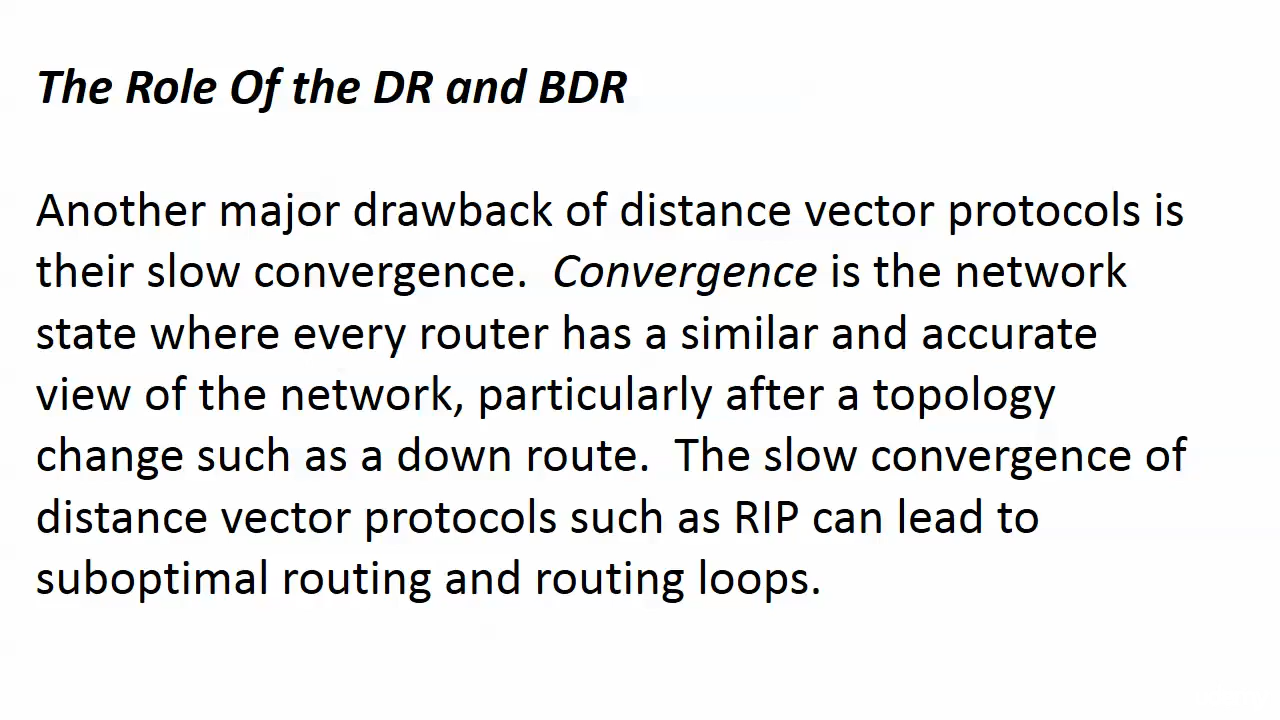 The Role Of the DR and BDR
Another major drawback of distance vector protocols is
their slow convergence.  Convergence is the network
state where every router has a similar and accurate
view of the network, particularly after a topology
change such as a down route.  The slow convergence of
distance vector protocols such as RIP can lead to
suboptimal routing and routing loops.